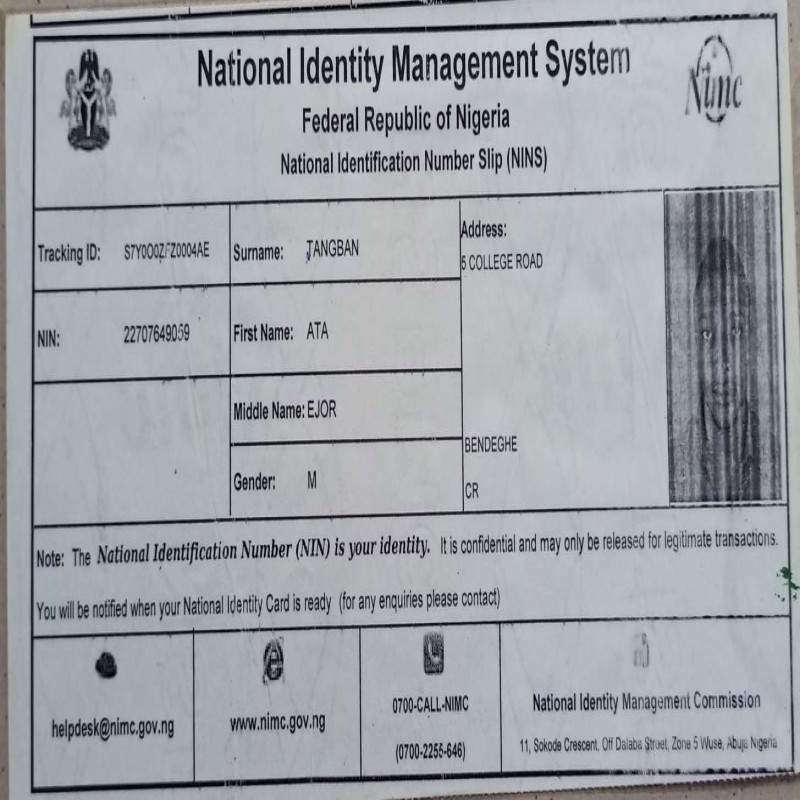 National Identity Management System
Federal Republic of Nigeria
National Identification Number Slip (NINS)
Nimc
Tracking ID: S7Y0O0ZFZ0004AE
Surname: TANGBAN
Address:
5 COLLEGE ROAD
NIN: 22707649059
First Name: ATA
Middle Name: EJOR
BENDEGHE
Gender: M
CR
Note: The National Identification Number (NIN) is your identity. It is confidential and may only be released for legitimate transactions.
You will be notified when your National Identity Card is ready (for any enquiries please contact)
helpdesk@nimc.gov.ng
www.nimc.gov.ng
0700-CALL-NIMC
(0700-2255-646)
National Identity Management Commission
11, Sokode Crescent, Off Dalaba Street, Zone 5 Wuse, Abuja Nigeria